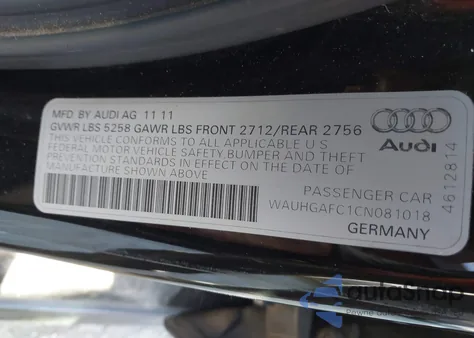 MFD BY AUDI AG 11 11
GVWR LBS 5258 GAWR LBS FRONT 2712/REAR 2756
THIS VEHICLE CONFORMS TO ALL APPLICABLE U S
FEDERAL MOTOR VEHICLE SAFETY, BUMPER AND THEFT
PREVENTION STANDARDS IN EFFECT ON THE DATE OF
MANUFACTURE SHOWN ABOVE
Audi
4612814
PASSENGER CAR
WAUHGAFC1CN081018
GERMANY
autasnap